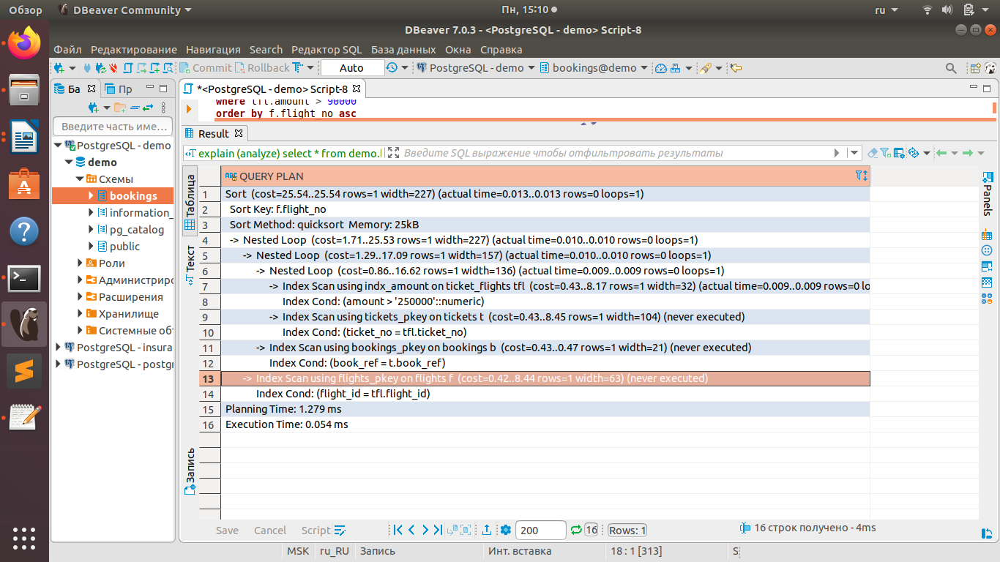 Обзор
DBeaver Community
Пн, 15:10
ru
DBeaver 7.0.3 - <PostgreSQL - demo> Script-8
Файл Редактирование Навигация Search Редактор SQL База данных Окна Справка
Commit Rollback Auto PostgreSQL - demo bookings@demo
Ба Пр
*<PostgreSQL - demo> Script-8
where tfl.amount > 90000
order by f.flight_no asc
Введите часть име...
PostgreSQL - demo
demo
Схемы
bookings
information_
pg_catalog
public
Роли
Администрир
Расширения
Хранилище
Системные об
PostgreSQL - insura
PostgreSQL - postgr
Result
explain (analyze) select * from demo.
Введите SQL выражение чтобы отфильтровать результаты
Таблица
Текст
Запись
QUERY PLAN
1 Sort (cost=25.54..25.54 rows=1 width=227) (actual time=0.013..0.013 rows=0 loops=1)
2 Sort Key: f.flight_no
3 Sort Method: quicksort Memory: 25kB
4 -> Nested Loop (cost=1.71..25.53 rows=1 width=227) (actual time=0.010..0.010 rows=0 loops=1)
5 -> Nested Loop (cost=1.29..17.09 rows=1 width=157) (actual time=0.010..0.010 rows=0 loops=1)
6 -> Nested Loop (cost=0.86..16.62 rows=1 width=136) (actual time=0.009..0.009 rows=0 loops=1)
7 -> Index Scan using indx_amount on ticket_flights tfl (cost=0.43..8.17 rows=1 width=32) (actual time=0.009..0.009 rows=0 lo
8 Index Cond: (amount > '250000'::numeric)
9 -> Index Scan using tickets_pkey on tickets t (cost=0.43..8.45 rows=1 width=104) (never executed)
10 Index Cond: (ticket_no = tfl.ticket_no)
11 -> Index Scan using bookings_pkey on bookings b (cost=0.43..0.47 rows=1 width=21) (never executed)
12 Index Cond: (book_ref = t.book_ref)
13 -> Index Scan using flights_pkey on flights f (cost=0.42..8.44 rows=1 width=63) (never executed)
14 Index Cond: (flight_id = tfl.flight_id)
15 Planning Time: 1.279 ms
16 Execution Time: 0.054 ms
Panels
Save Cancel Script 200 16 Rows: 1 16 строк получено - 4ms
MSK ru_RU Запись Инт. вставка 18 : 1 [313] S